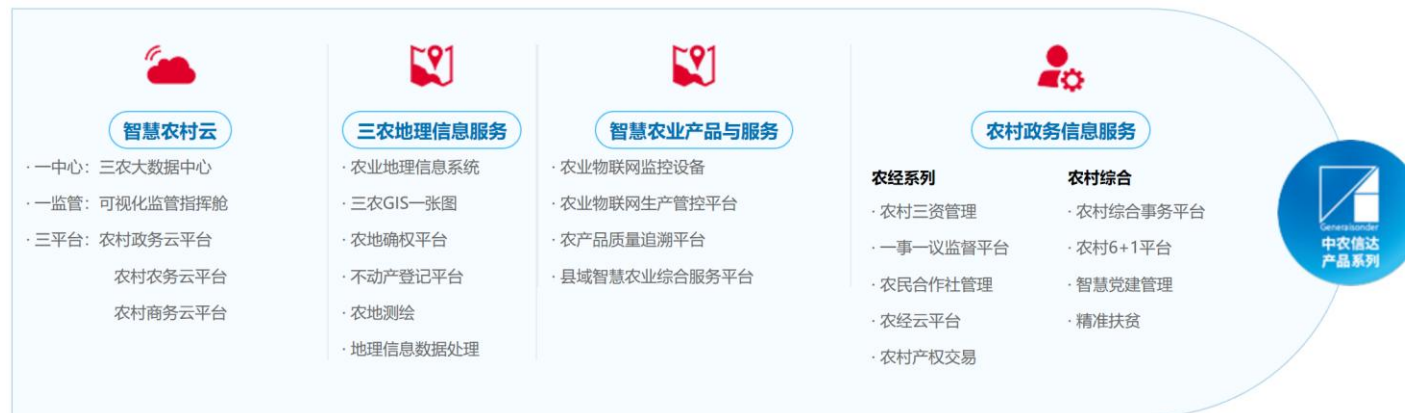 智慧农村云
· 一中心：三农大数据中心
· 一监管：可视化监管指挥舱
· 三平台：农村政务云平台
农村农务云平台
农村商务云平台
三农地理信息服务
· 农业地理信息系统
· 三农GIS一张图
· 农地确权平台
· 不动产登记平台
· 农地测绘
· 地理信息数据处理
智慧农业产品与服务
· 农业物联网监控设备
· 农业物联网生产管控平台
· 农产品质量追溯平台
· 县域智慧农业综合服务平台
农村政务信息服务
农经系列
· 农村三资管理
· 一事一议监督平台
· 农民合作社管理
· 农经云平台
· 农村产权交易
农村综合
· 农村综合事务平台
· 农村6+1平台
· 智慧党建管理
· 精准扶贫
Generalsonder
中农信达
产品系列